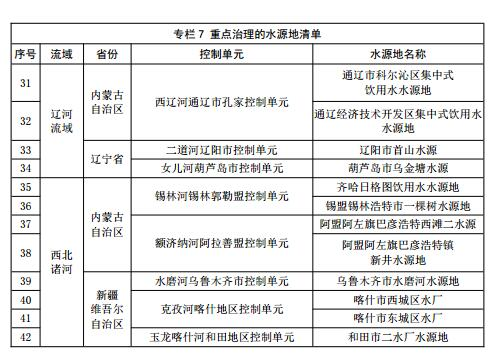 专栏 7 重点治理的水源地清单
序号 流域 省份 控制单元 水源地名称
31 辽河流域 内蒙古自治区 西辽河通辽市孔家控制单元 通辽市科尔沁区集中式饮用水水源地
32 通辽经济技术开发区集中式饮用水水源地
33 辽宁省 二道河辽阳市控制单元 辽阳市首山水源
34 女儿河葫芦岛市控制单元 葫芦岛市乌金塘水源
35 西北诸河 内蒙古自治区 锡林河锡林郭勒盟控制单元 齐哈日格图饮用水水源地
36 锡盟锡林浩特市一棵树水源地
37 额济纳河阿拉善盟控制单元 阿盟阿左旗巴彦浩特西滩二水源
38 阿盟阿左旗巴彦浩特镇新井水源地
39 新疆维吾尔自治区 水磨河乌鲁木齐市控制单元 乌鲁木齐市水磨河水源地
40 克孜河喀什地区控制单元 喀什市西城区水厂
41 喀什市东城区水厂
42 玉龙喀什河和田地区控制单元 和田市二水厂水源地